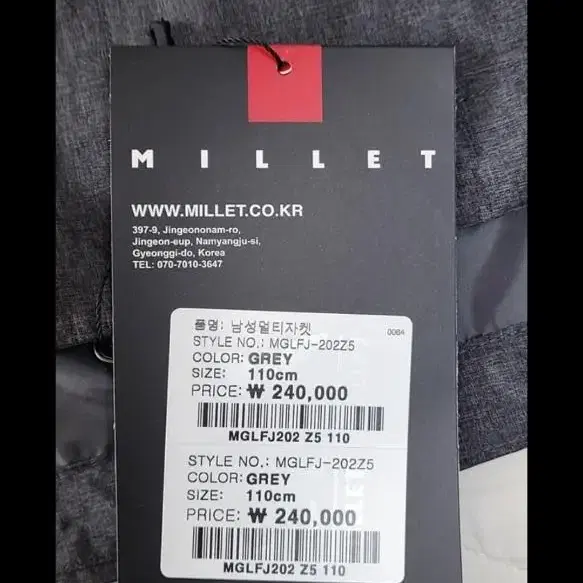 MILLET
WWW.MILLET.CO.KR
397-9, Jingeononam-ro,
Jingeon-eup, Namyangju-si,
Gyeonggi-do, Korea
TEL: 070-7010-3647
품명: 남성멀티자켓 0064
STYLE NO.: MGLFJ-202Z5
COLOR: GREY
SIZE: 110cm
PRICE: ₩ 240,000
MGLFJ202 Z5 110
STYLE NO.: MGLFJ-202Z5
COLOR: GREY
SIZE: 110cm
PRICE: ₩ 240,000
MGLFJ202 Z5 110